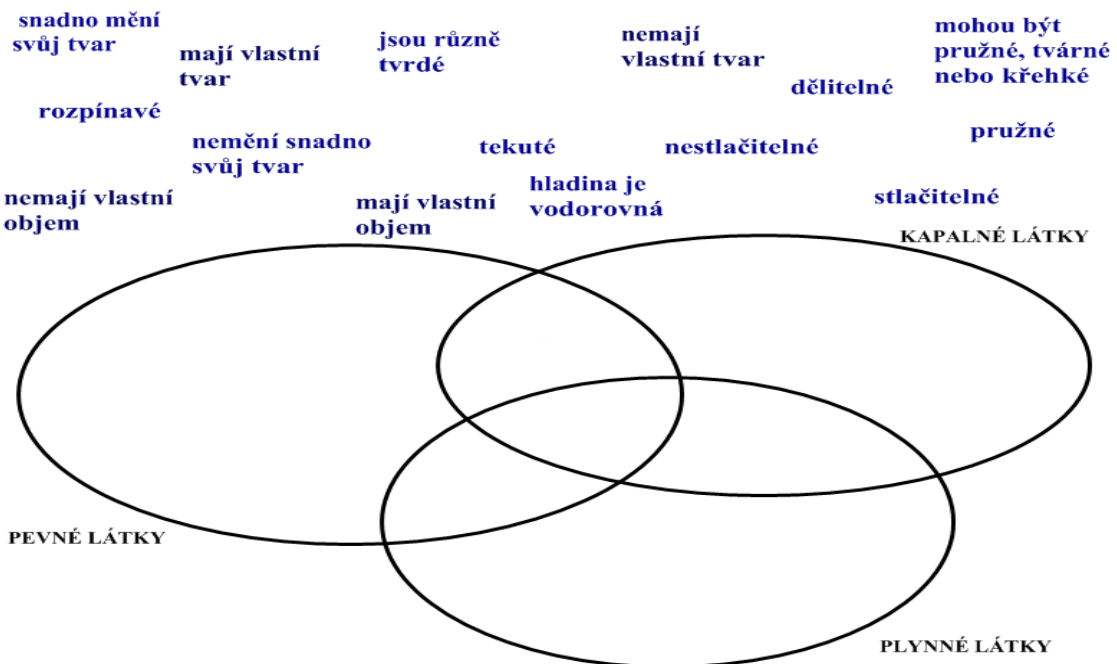 snadno mění
svůj tvar
mají vlastní
tvar
jsou různě
tvrdé
nemají
vlastní tvar
mohou být
pružné, tvárné
nebo křehké
dělitelné
rozpínavé
nemění snadno
svůj tvar
tekuté
nestlačitelné
pružné
nemají vlastní
objem
mají vlastní
objem
hladina je
vodorovná
stlačitelné
KAPALNÉ LÁTKY
PEVNÉ LÁTKY
PLYNNÉ LÁTKY